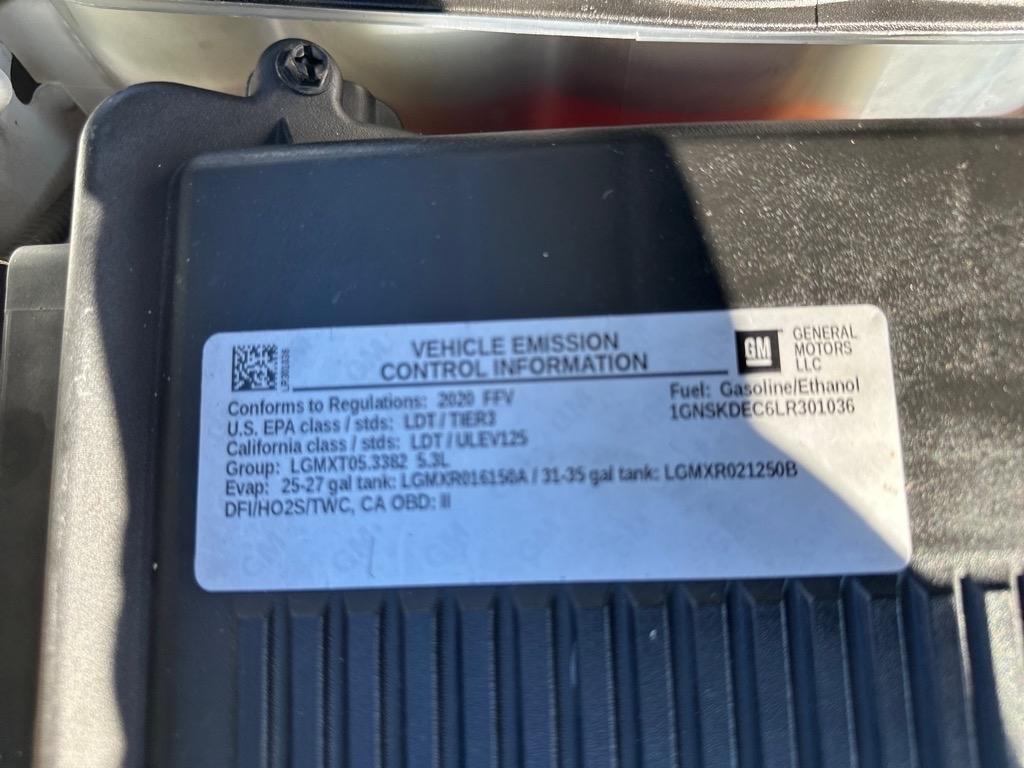 VEHICLE EMISSION
CONTROL INFORMATION
GM
GENERAL
MOTORS
LLC
Conforms to Regulations: 2020 FFV
Fuel: Gasoline/Ethanol
U.S. EPA class / stds: LDT / TIER3
1GNSKDEC6LR301036
California class / stds: LDT / ULEV125
Group: LGMXT05.3382 5.3L
Evap: 25-27 gal tank: LGMXR016150A / 31-35 gal tank: LGMXR021250B
DFI/HO2S/TWC, CA OBD: II